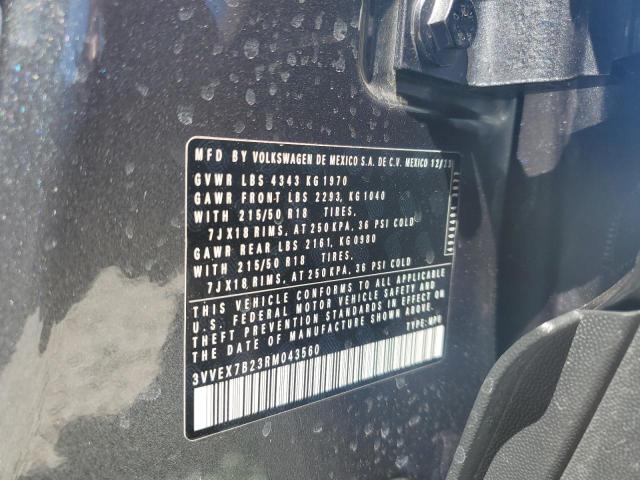 MFD BY VOLKSWAGEN DE MEXICO S.A. DE C.V. MEXICO 12/23
GVWR LBS 4343 KG 1970
GAWR FRONT LBS 2293, KG 1040
WITH 215/50 R18 TIRES,
7JX18 RIMS, AT 250 KPA, 36 PSI COLD
GAWR REAR LBS 2161, KG 0980
WITH 215/50 R18 TIRES,
7JX18 RIMS, AT 250 KPA, 36 PSI COLD
THIS VEHICLE CONFORMS TO ALL APPLICABLE
U.S. FEDERAL MOTOR VEHICLE SAFETY AND
THEFT PREVENTION STANDARDS IN EFFECT ON
THE DATE OF MANUFACTURE SHOWN ABOVE.
TYPE: MPV
3VVEX7B23RM043560